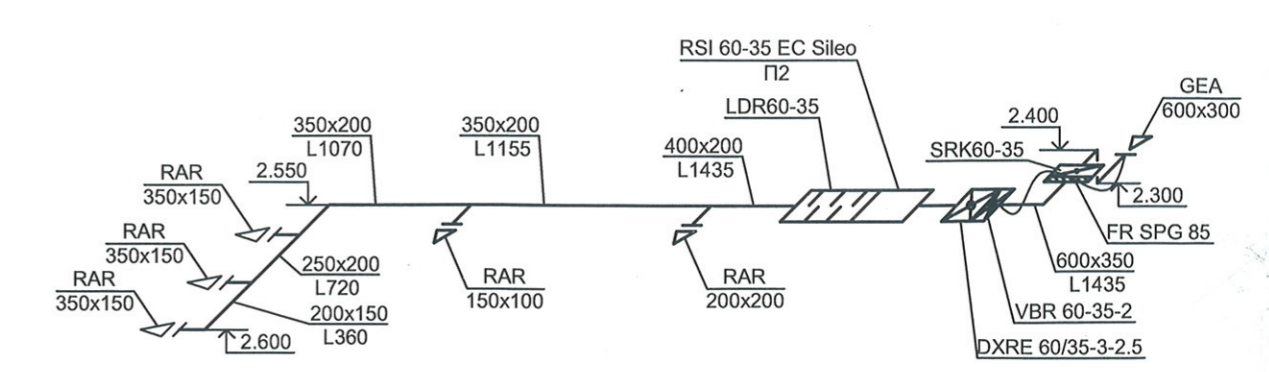 RSI 60-35 EC Sileo
П2
LDR60-35
GEA
600x300
2.400
SRK60-35
350x200
L1070
350x200
L1155
400x200
L1435
RAR
350x150
2.550
2.300
RAR
350x150
FR SPG 85
250x200
L720
RAR
150x100
RAR
200x200
600x350
L1435
RAR
350x150
200x150
L360
VBR 60-35-2
2.600
DXRE 60/35-3-2.5